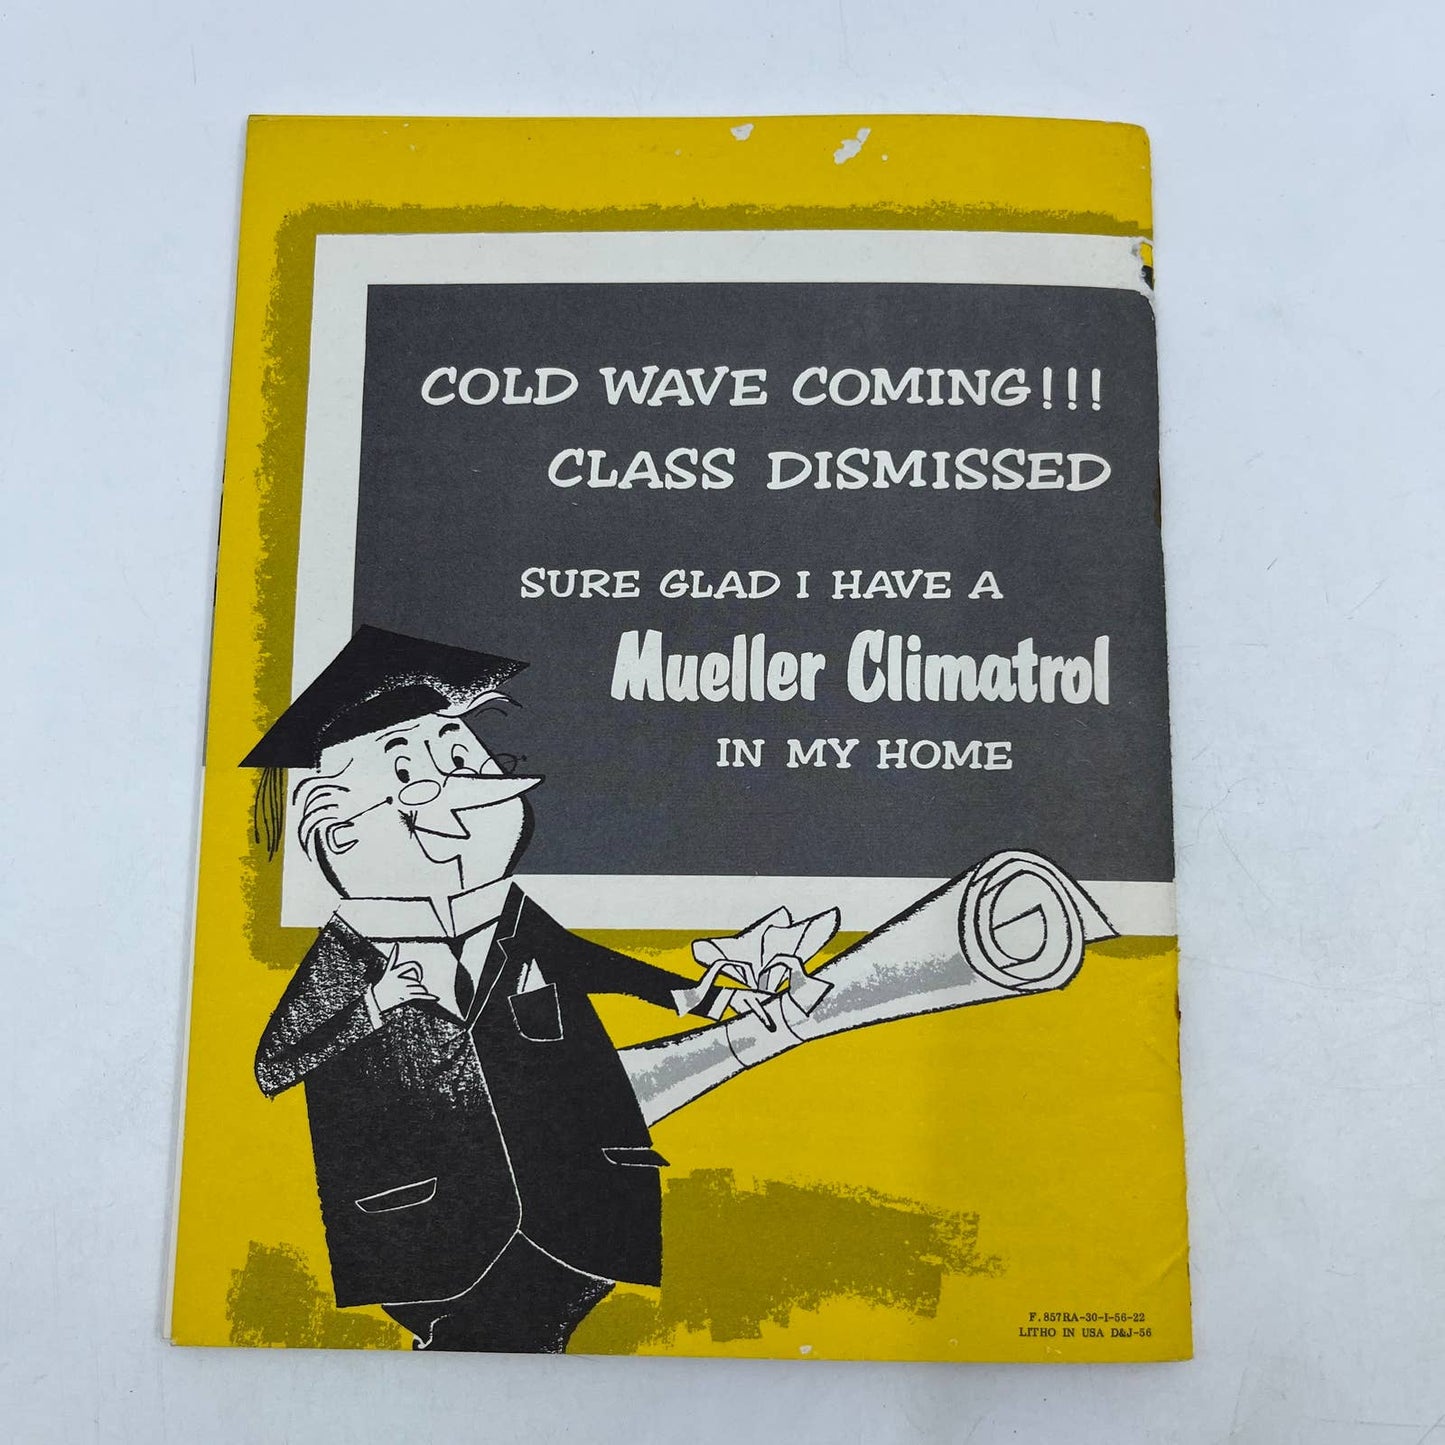 COLD WAVE COMING!!!
CLASS DISMISSED
SURE GLAD I HAVE A
Mueller Climatrol
IN MY HOME
F. 857RA-30-I-56-22
LITHO IN USA D&J-56